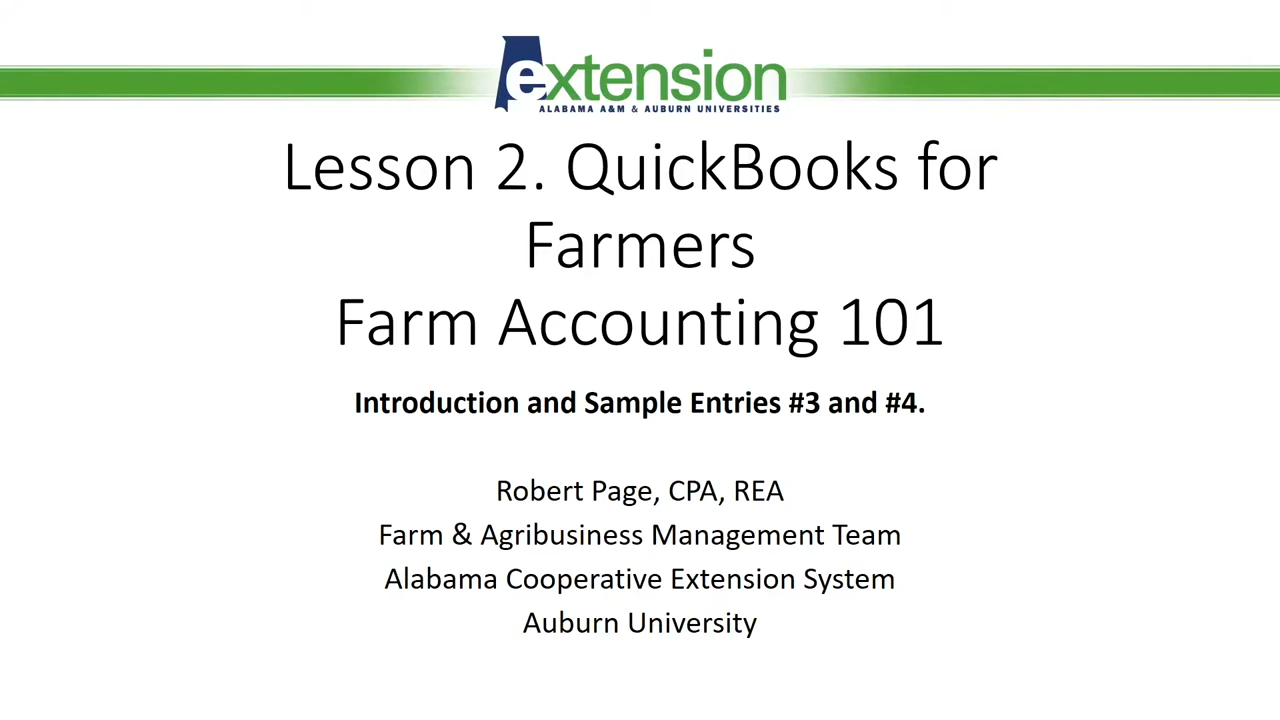 extension
ALABAMA A&M & AUBURN UNIVERSITIES
Lesson 2. QuickBooks for
Farmers
Farm Accounting 101
Introduction and Sample Entries #3 and #4.
Robert Page, CPA, REA
Farm & Agribusiness Management Team
Alabama Cooperative Extension System
Auburn University